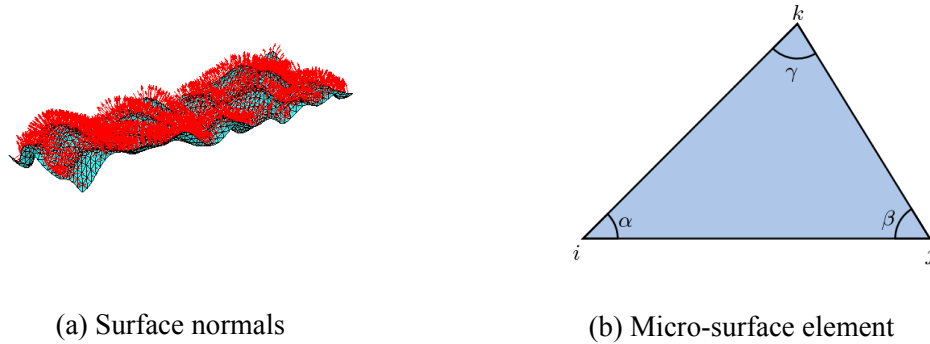 k
γ
α
β
i
(a) Surface normals
(b) Micro-surface element